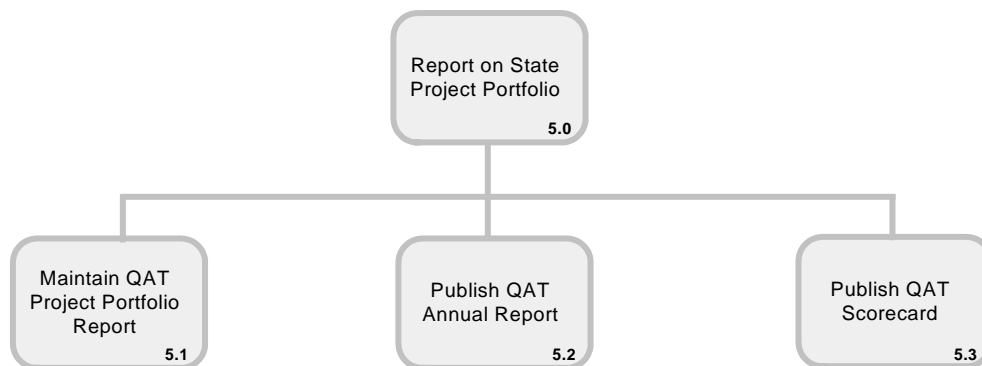 Report on State
Project Portfolio
5.0
Maintain QAT
Project Portfolio
Report
5.1
Publish QAT
Annual Report
5.2
Publish QAT
Scorecard
5.3